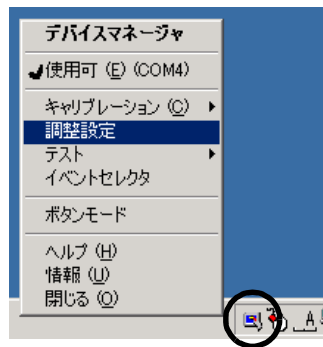 デバイスマネージャ
使用可 (E) (COM4)
キャリブレーション (C)
調整設定
テスト
イベントセレクタ
ボタンモード
ヘルプ (H)
情報 (U)
閉じる (O)
A